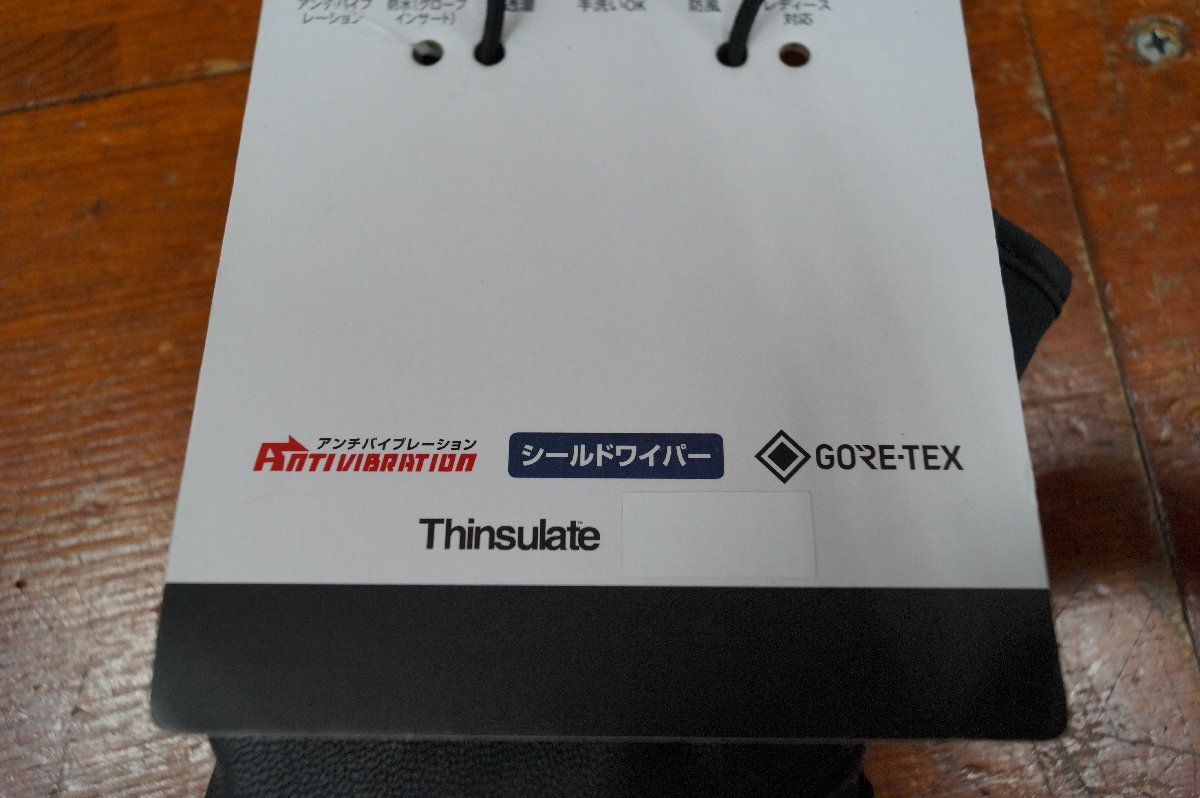 アンチバイブ 防水(グローブ 透湿 手洗いOK 防風 レディース
レーション インサート) 対応
アンチバイブレーション
ANTIVIBRATION シールドワイパー GORE-TEX
Thinsulate™